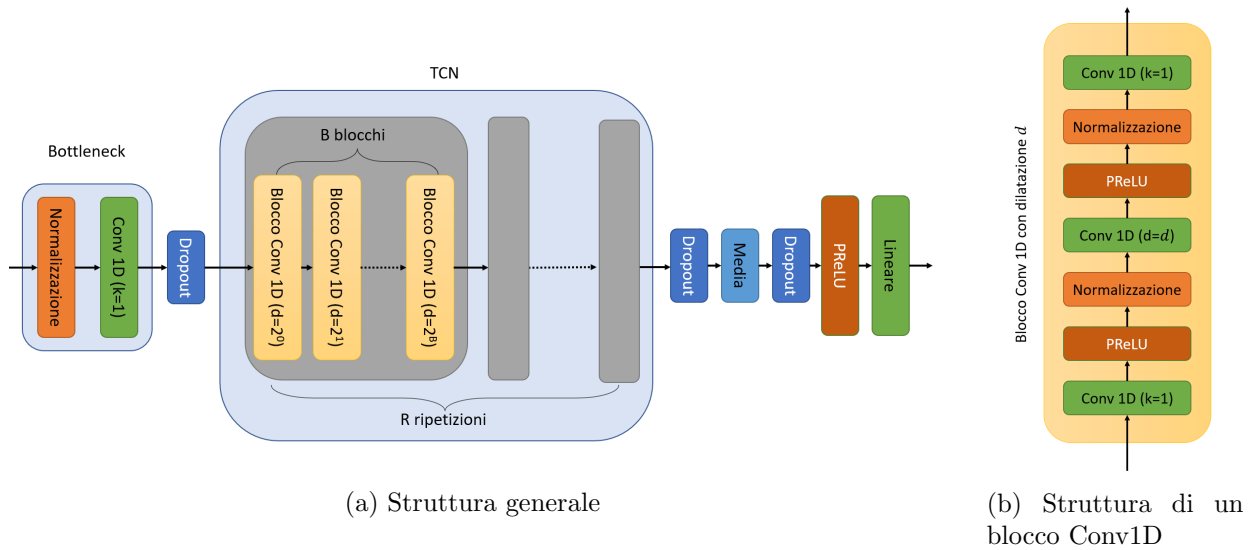 TCN
Bottleneck
B blocchi
Normalizzazione
Conv 1D (k=1)
Dropout
Blocco Conv 1D (d=2⁰)
Blocco Conv 1D (d=2¹)
Blocco Conv 1D (d=2ᴮ)
R ripetizioni
Dropout
Media
Dropout
PReLU
Lineare
(a) Struttura generale
Blocco Conv 1D con dilatazione d
Conv 1D (k=1)
Normalizzazione
PReLU
Conv 1D (d=d)
Normalizzazione
PReLU
Conv 1D (k=1)
(b) Struttura di un
blocco Conv1D